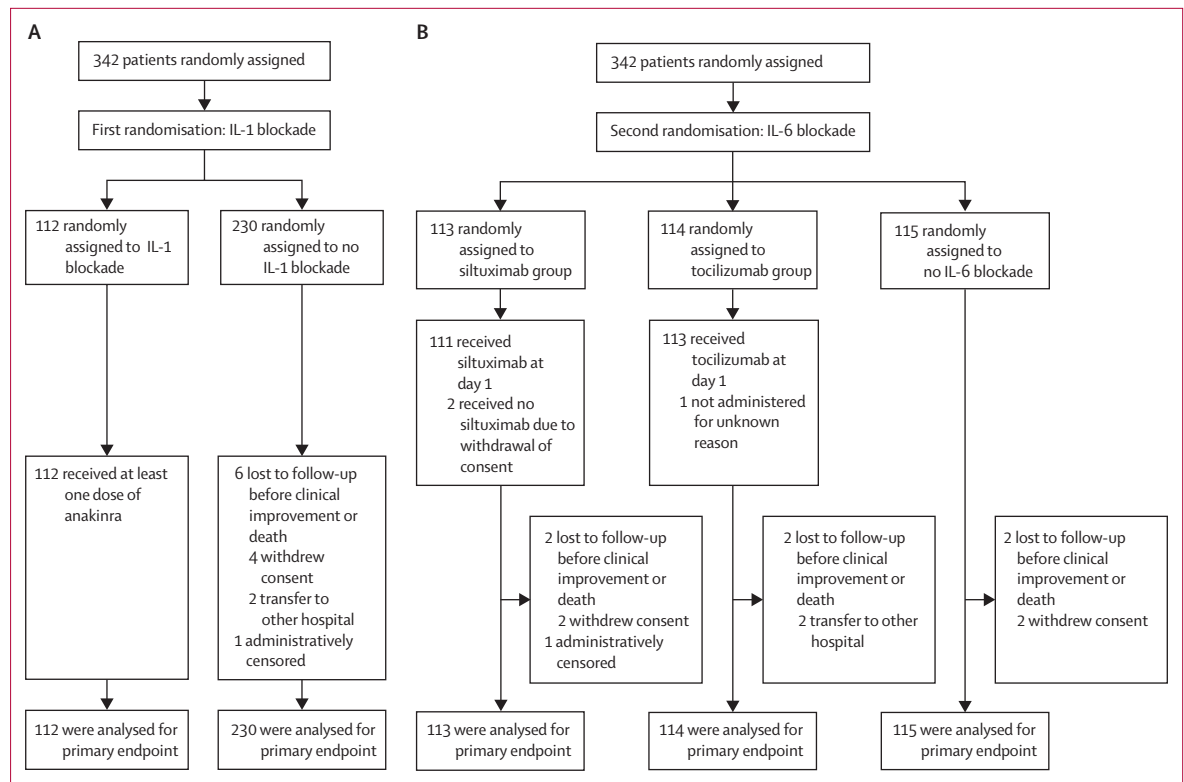 A
342 patients randomly assigned
First randomisation: IL-1 blockade
112 randomly
assigned to IL-1
blockade
230 randomly
assigned to no
IL-1 blockade
112 received at least
one dose of
anakinra
6 lost to follow-up
before clinical
improvement or
death
4 withdrew
consent
2 transfer to
other hospital
1 administratively
censored
112 were analysed for
primary endpoint
230 were analysed for
primary endpoint
B
342 patients randomly assigned
Second randomisation: IL-6 blockade
113 randomly
assigned to
siltuximab group
114 randomly
assigned to
tocilizumab group
115 randomly
assigned to
no IL-6 blockade
111 received
siltuximab at
day 1
2 received no
siltuximab due to
withdrawal of
consent
113 received
tocilizumab at
day 1
1 not administered
for unknown
reason
2 lost to follow-up
before clinical
improvement or
death
2 withdrew consent
1 administratively
censored
2 lost to follow-up
before clinical
improvement or
death
2 transfer to other
hospital
2 lost to follow-up
before clinical
improvement or
death
2 withdrew consent
113 were analysed for
primary endpoint
114 were analysed for
primary endpoint
115 were analysed for
primary endpoint